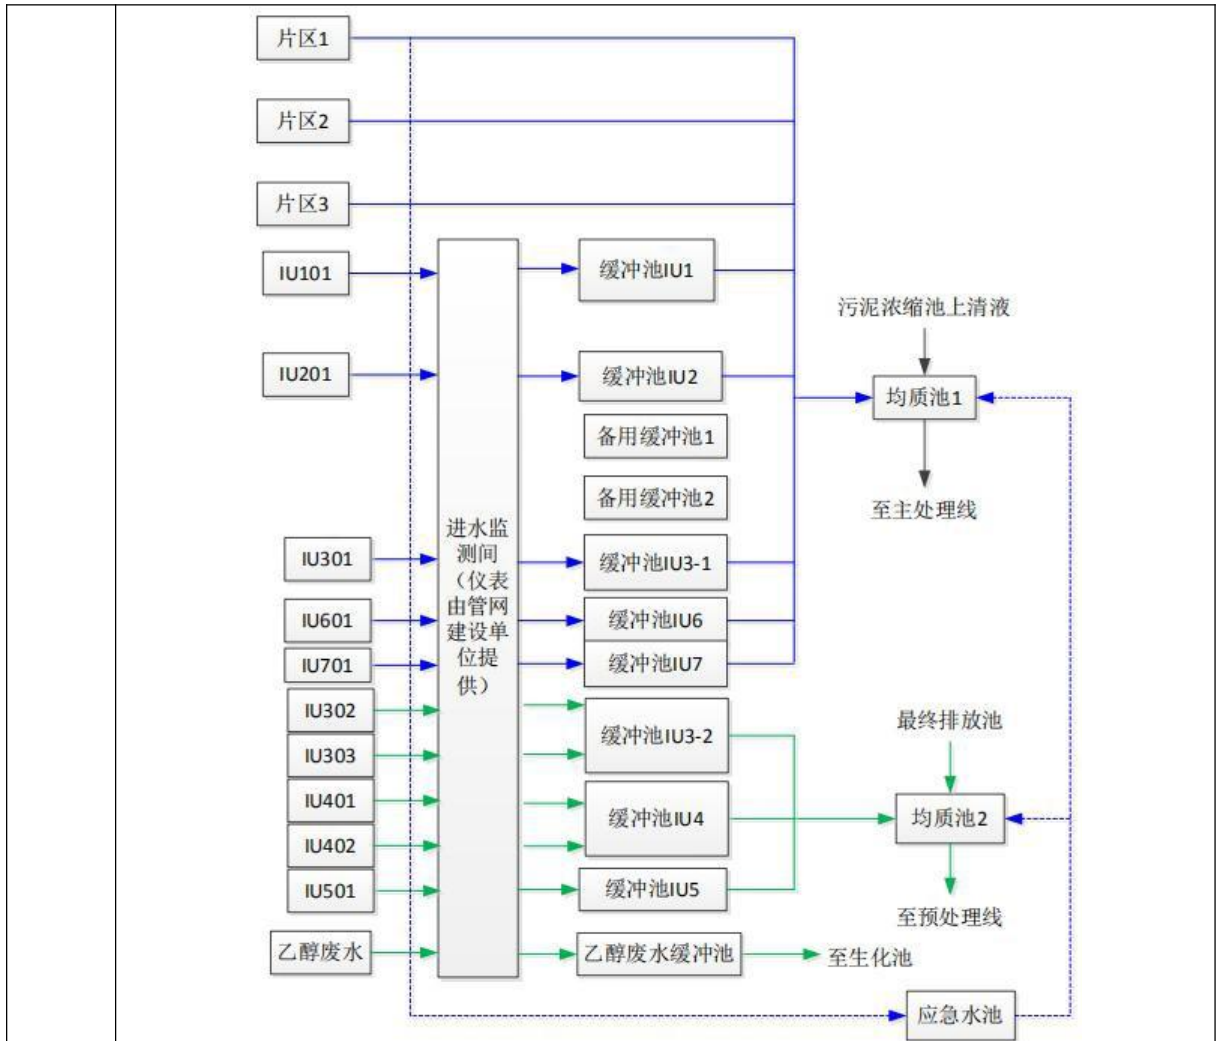 片区1
片区2
片区3
IU101
缓冲池IU1
污泥浓缩池上清液
IU201
缓冲池IU2
均质池1
备用缓冲池1
备用缓冲池2
至主处理线
进水监
测间
（仪表
由管网
建设单
位提
供）
IU301
缓冲池IU3-1
IU601
缓冲池IU6
IU701
缓冲池IU7
IU302
缓冲池IU3-2
最终排放池
IU303
IU401
缓冲池IU4
均质池2
IU402
IU501
缓冲池IU5
至预处理线
乙醇废水
乙醇废水缓冲池
至生化池
应急水池